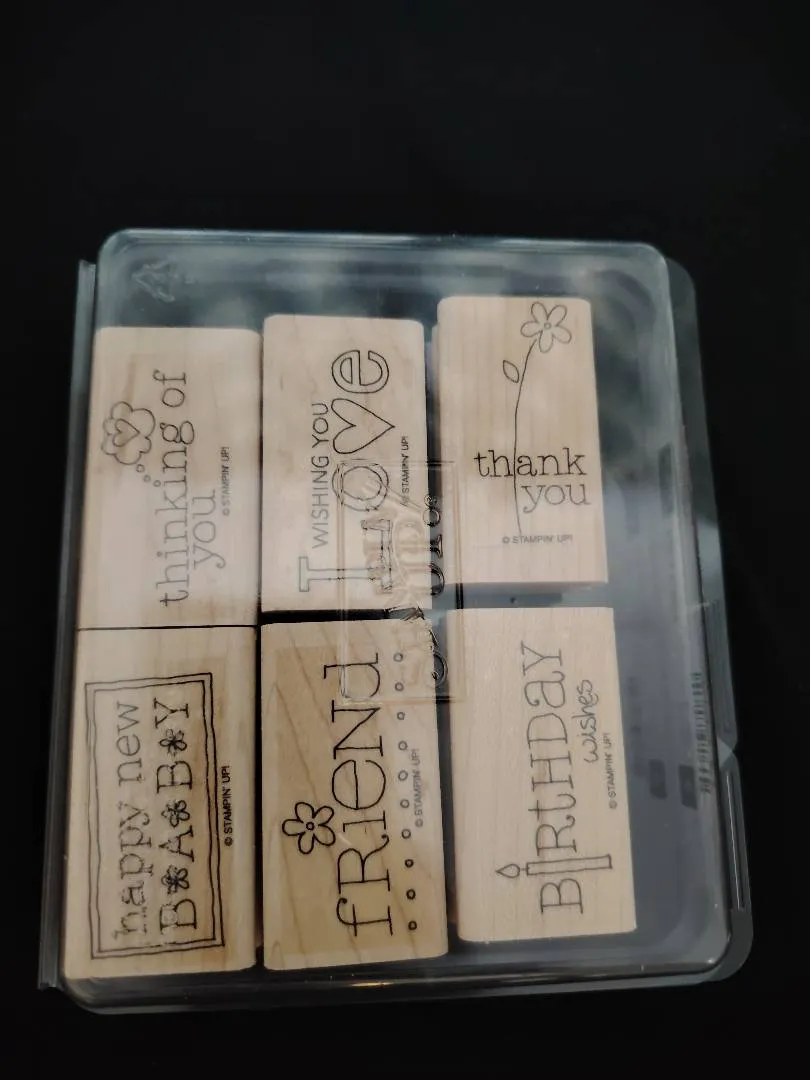 thinking of
you
© STAMPIN' UP!
WISHING YOU
Love
© STAMPIN' UP!
thank
you
© STAMPIN' UP!
happy new
BABY
© STAMPIN' UP!
fRIeNd
© STAMPIN' UP!
BIRtHDaY
wishes
© STAMPIN' UP!